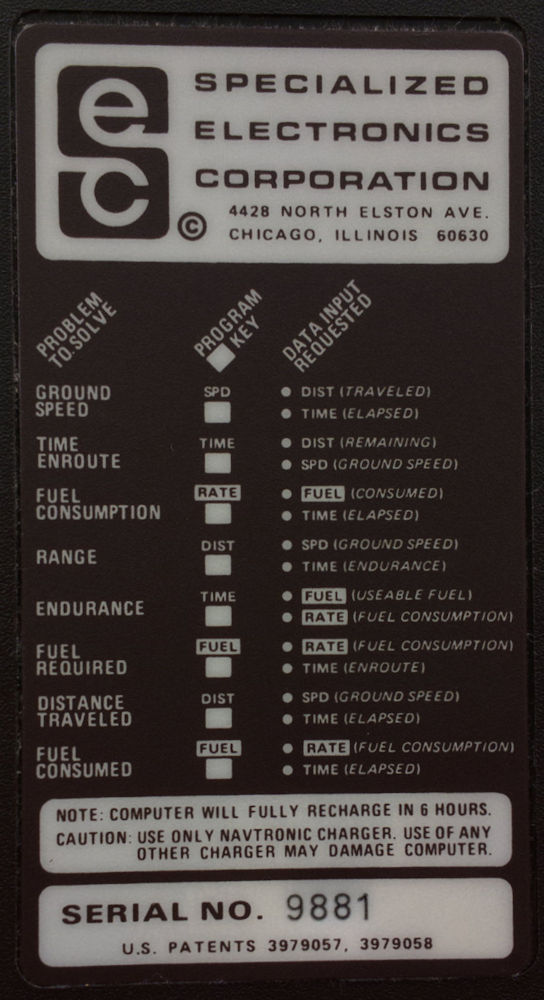 ec
SPECIALIZED
ELECTRONICS
CORPORATION
©
4428 NORTH ELSTON AVE.
CHICAGO, ILLINOIS 60630
PROBLEM TO SOLVE
PROGRAM KEY
DATA INPUT REQUESTED
GROUND SPEED
SPD
• DIST (TRAVELED)
• TIME (ELAPSED)
TIME ENROUTE
TIME
• DIST (REMAINING)
• SPD (GROUND SPEED)
FUEL CONSUMPTION
RATE
• FUEL (CONSUMED)
• TIME (ELAPSED)
RANGE
DIST
• SPD (GROUND SPEED)
• TIME (ENDURANCE)
ENDURANCE
TIME
• FUEL (USEABLE FUEL)
• RATE (FUEL CONSUMPTION)
FUEL REQUIRED
FUEL
• RATE (FUEL CONSUMPTION)
• TIME (ENROUTE)
DISTANCE TRAVELED
DIST
• SPD (GROUND SPEED)
• TIME (ELAPSED)
FUEL CONSUMED
FUEL
• RATE (FUEL CONSUMPTION)
• TIME (ELAPSED)
NOTE: COMPUTER WILL FULLY RECHARGE IN 6 HOURS.
CAUTION: USE ONLY NAVTRONIC CHARGER. USE OF ANY
OTHER CHARGER MAY DAMAGE COMPUTER.
SERIAL NO. 9881
U.S. PATENTS 3979057, 3979058